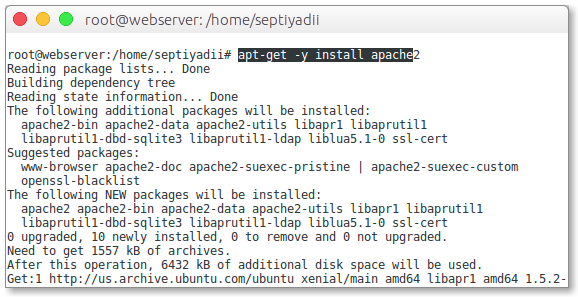 root@webserver: /home/septiyadii
root@webserver:/home/septiyadii# apt-get -y install apache2
Reading package lists... Done
Building dependency tree
Reading state information... Done
The following additional packages will be installed:
apache2-bin apache2-data apache2-utils libapr1 libaprutil1
libaprutil1-dbd-sqlite3 libaprutil1-ldap liblua5.1-0 ssl-cert
Suggested packages:
www-browser apache2-doc apache2-suexec-pristine | apache2-suexec-custom
openssl-blacklist
The following NEW packages will be installed:
apache2 apache2-bin apache2-data apache2-utils libapr1 libaprutil1
libaprutil1-dbd-sqlite3 libaprutil1-ldap liblua5.1-0 ssl-cert
0 upgraded, 10 newly installed, 0 to remove and 0 not upgraded.
Need to get 1557 kB of archives.
After this operation, 6432 kB of additional disk space will be used.
Get:1 http://us.archive.ubuntu.com/ubuntu xenial/main amd64 libapr1 amd64 1.5.2-